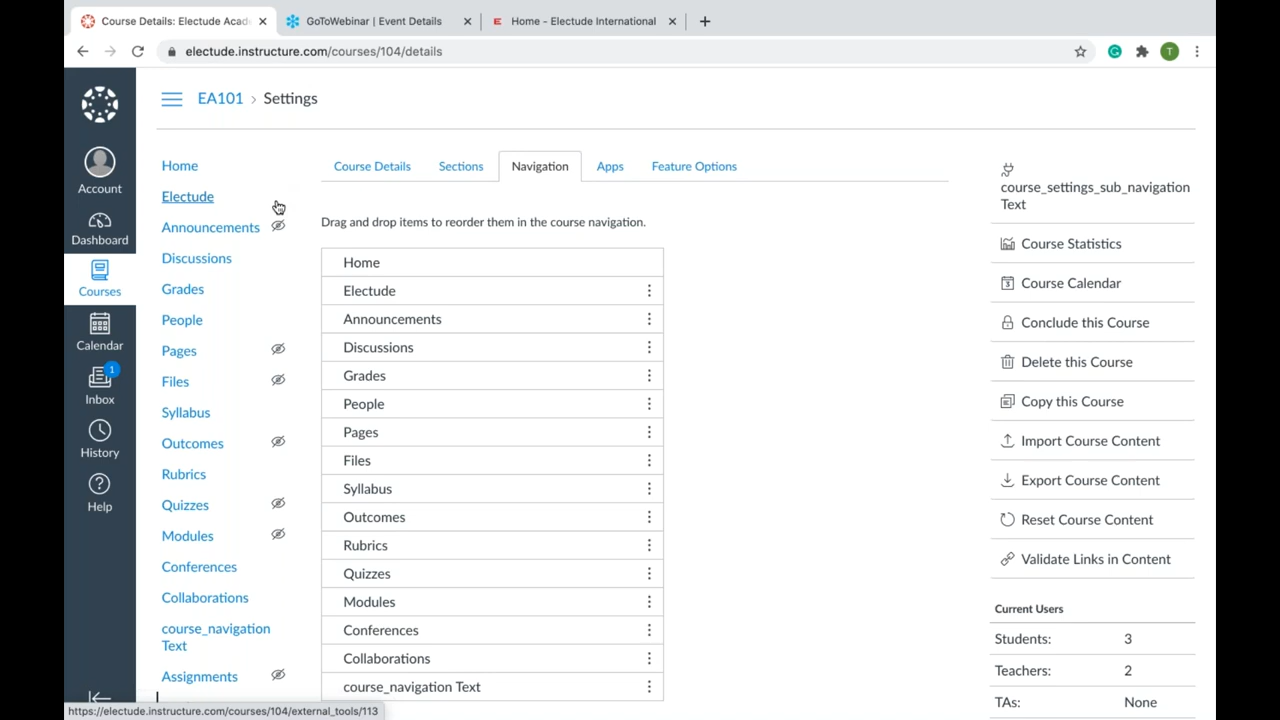 Course Details: Electude Acad
GoToWebinar | Event Details
Home - Electude International
electude.instructure.com/courses/104/details
T
EA101 > Settings
Account
Dashboard
Courses
Calendar
1
Inbox
History
Help
Home
Electude
Announcements
Discussions
Grades
People
Pages
Files
Syllabus
Outcomes
Rubrics
Quizzes
Modules
Conferences
Collaborations
course_navigation
Text
Assignments
Course Details
Sections
Navigation
Apps
Feature Options
Drag and drop items to reorder them in the course navigation.
Home
Electude
Announcements
Discussions
Grades
People
Pages
Files
Syllabus
Outcomes
Rubrics
Quizzes
Modules
Conferences
Collaborations
course_navigation Text
course_settings_sub_navigation
Text
Course Statistics
Course Calendar
Conclude this Course
Delete this Course
Copy this Course
Import Course Content
Export Course Content
Reset Course Content
Validate Links in Content
Current Users
Students: 3
Teachers: 2
TAs: None
https://electude.instructure.com/courses/104/external_tools/113